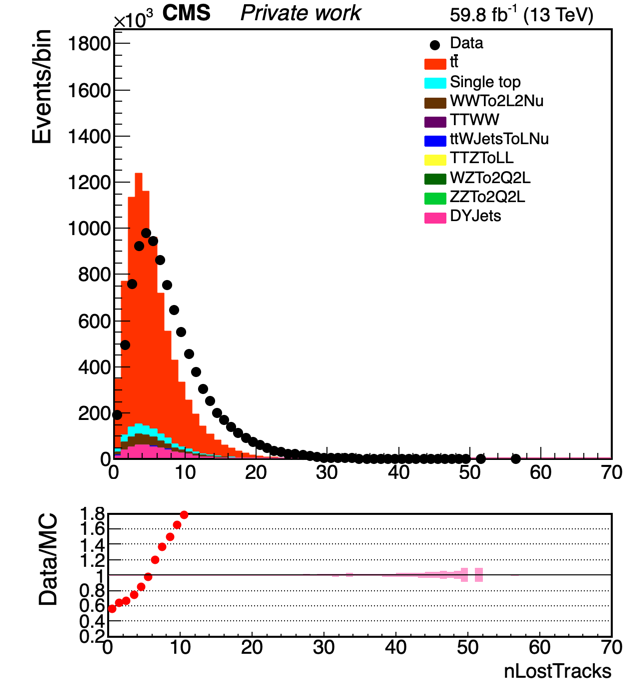 ×10³ CMS Private work 59.8 fb⁻¹ (13 TeV)
Events/bin
1800
1600
1400
1200
1000
800
600
400
200
0
Data
tt̄
Single top
WWTo2L2Nu
TTWW
ttWJetsToLNu
TTZToLL
WZTo2Q2L
ZZTo2Q2L
DYJets
0 10 20 30 40 50 60 70
Data/MC
1.8
1.6
1.4
1.2
1
0.8
0.6
0.4
0.2
0 10 20 30 40 50 60 70
nLostTracks